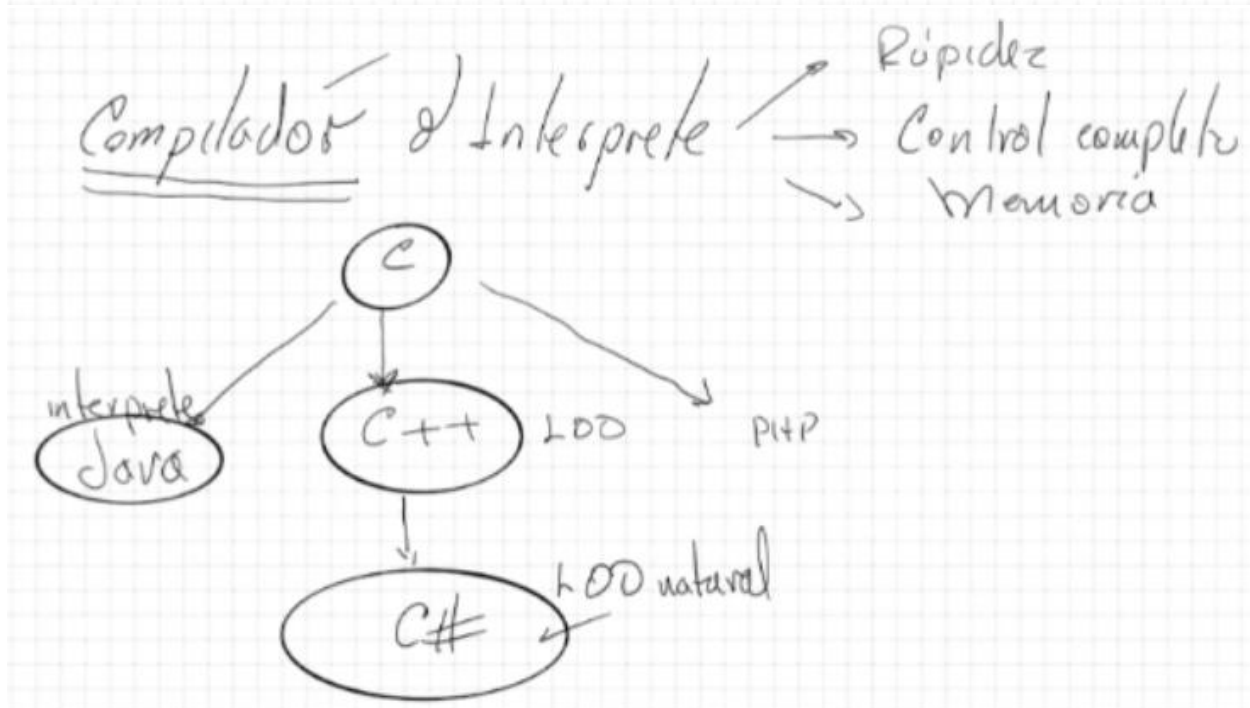 Rápidez
Compilador ó Interprete
Control completo
Memoria
C
interprete
Java
C++ LOO
PHP
LOO natural
C#